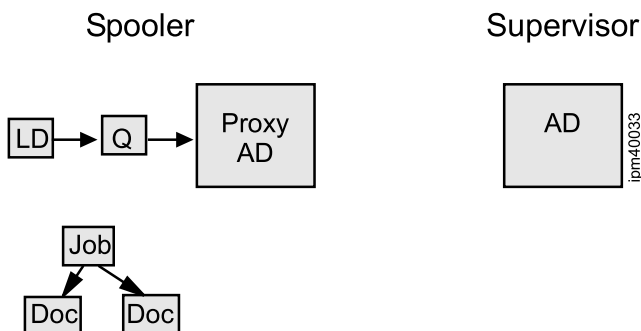 Spooler
Supervisor
LD
Q
Proxy
AD
AD
ipm40033
Job
Doc
Doc